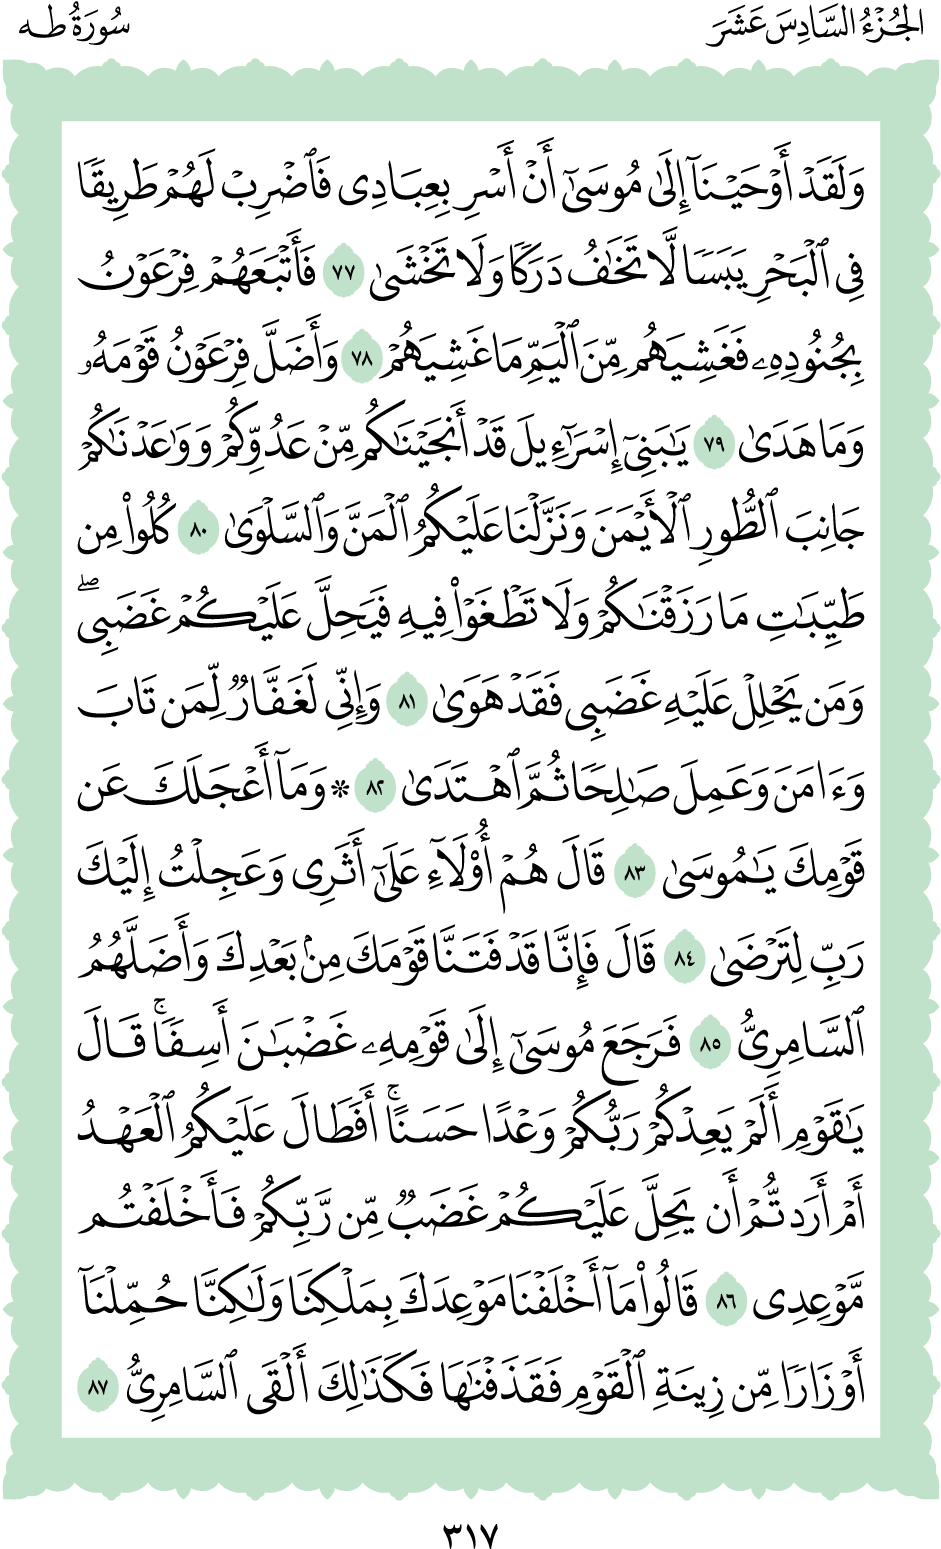 الجُزْءُ السَّادِسَ عَشَرَ
سُورَةُ طه
وَلَقَدۡ أَوۡحَيۡنَآ إِلَىٰ مُوسَىٰٓ أَنۡ أَسۡرِ بِعِبَادِي فَٱضۡرِبۡ لَهُمۡ طَرِيقٗا
فِي ٱلۡبَحۡرِ يَبَسٗا لَّا تَخَٰفُ دَرَكٗا وَلَا تَخۡشَىٰ ٧٧ فَأَتۡبَعَهُمۡ فِرۡعَوۡنُ
بِجُنُودِهِۦ فَغَشِيَهُم مِّنَ ٱلۡيَمِّ مَا غَشِيَهُمۡ ٧٨ وَأَضَلَّ فِرۡعَوۡنُ قَوۡمَهُۥ
وَمَا هَدَىٰ ٧٩ يَٰبَنِيٓ إِسۡرَٰٓءِيلَ قَدۡ أَنجَيۡنَٰكُم مِّنۡ عَدُوِّكُمۡ وَوَٰعَدۡنَٰكُمۡ
جَانِبَ ٱلطُّورِ ٱلۡأَيۡمَنَ وَنَزَّلۡنَا عَلَيۡكُمُ ٱلۡمَنَّ وَٱلسَّلۡوَىٰ ٨٠ كُلُواْ مِن
طَيِّبَٰتِ مَا رَزَقۡنَٰكُمۡ وَلَا تَطۡغَوۡاْ فِيهِ فَيَحِلَّ عَلَيۡكُمۡ غَضَبِيۖ
وَمَن يَحۡلِلۡ عَلَيۡهِ غَضَبِي فَقَدۡ هَوَىٰ ٨١ وَإِنِّي لَغَفَّارٞ لِّمَن تَابَ
وَءَامَنَ وَعَمِلَ صَٰلِحٗا ثُمَّ ٱهۡتَدَىٰ ٨٢ ۞ وَمَآ أَعۡجَلَكَ عَن
قَوۡمِكَ يَٰمُوسَىٰ ٨٣ قَالَ هُمۡ أُوْلَآءِ عَلَىٰٓ أَثَرِي وَعَجِلۡتُ إِلَيۡكَ
رَبِّ لِتَرۡضَىٰ ٨٤ قَالَ فَإِنَّا قَدۡ فَتَنَّا قَوۡمَكَ مِنۢ بَعۡدِكَ وَأَضَلَّهُمُ
ٱلسَّامِرِيُّ ٨٥ فَرَجَعَ مُوسَىٰٓ إِلَىٰ قَوۡمِهِۦ غَضۡبَٰنَ أَسِفٗاۚ قَالَ
يَٰقَوۡمِ أَلَمۡ يَعِدۡكُمۡ رَبُّكُمۡ وَعۡدًا حَسَنًاۚ أَفَطَالَ عَلَيۡكُمُ ٱلۡعَهۡدُ
أَمۡ أَرَدتُّمۡ أَن يَحِلَّ عَلَيۡكُمۡ غَضَبٞ مِّن رَّبِّكُمۡ فَأَخۡلَفۡتُم
مَّوۡعِدِي ٨٦ قَالُواْ مَآ أَخۡلَفۡنَا مَوۡعِدَكَ بِمَلۡكِنَا وَلَٰكِنَّا حُمِّلۡنَآ
أَوۡزَارٗا مِّن زِينَةِ ٱلۡقَوۡمِ فَقَذَفۡنَٰهَا فَكَذَٰلِكَ أَلۡقَى ٱلسَّامِرِيُّ ٨٧
٣١٧